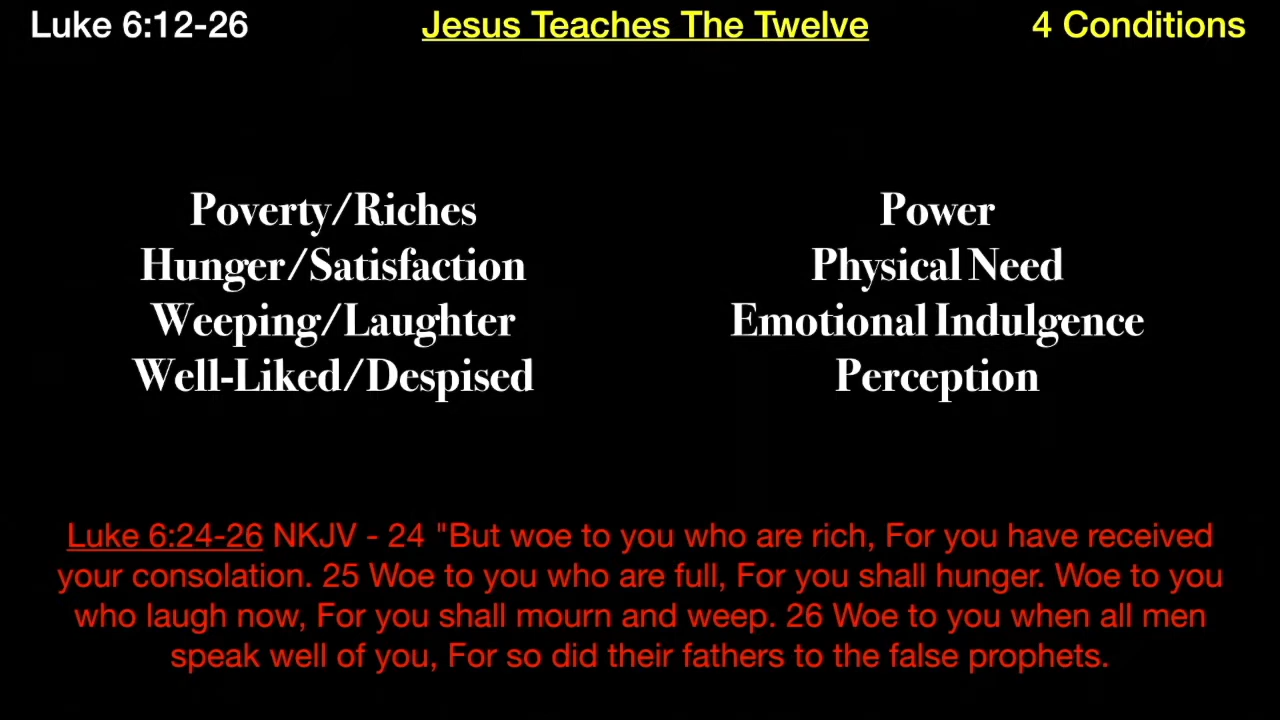 Luke 6:12-26 Jesus Teaches The Twelve 4 Conditions
Poverty/Riches Power
Hunger/Satisfaction Physical Need
Weeping/Laughter Emotional Indulgence
Well-Liked/Despised Perception
Luke 6:24-26 NKJV - 24 "But woe to you who are rich, For you have received
your consolation. 25 Woe to you who are full, For you shall hunger. Woe to you
who laugh now, For you shall mourn and weep. 26 Woe to you when all men
speak well of you, For so did their fathers to the false prophets.